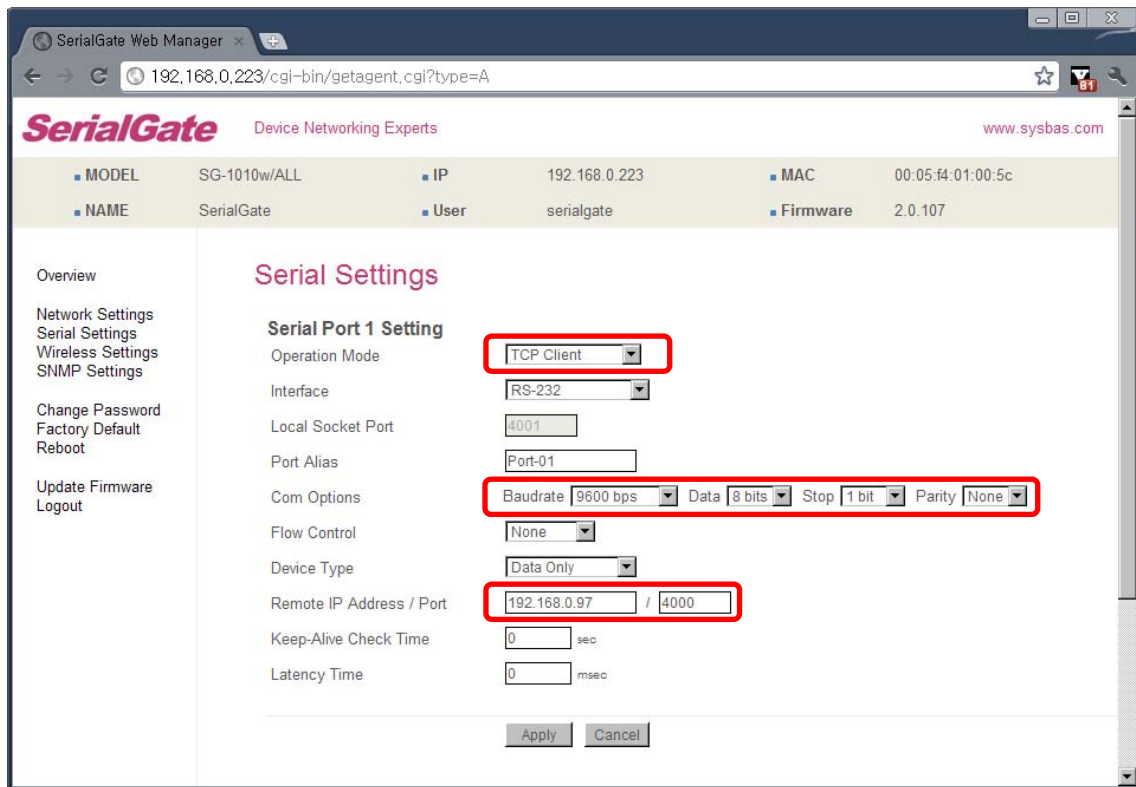 SerialGate Web Manager
192,168,0,223/cgi-bin/getagent,cgi?type=A
81
SerialGate Device Networking Experts www.sysbas.com
MODEL SG-1010w/ALL IP 192.168.0.223 MAC 00:05:f4:01:00:5c
NAME SerialGate User serialgate Firmware 2.0.107
Overview
Network Settings
Serial Settings
Wireless Settings
SNMP Settings
Change Password
Factory Default
Reboot
Update Firmware
Logout
Serial Settings
Serial Port 1 Setting
Operation Mode TCP Client
Interface RS-232
Local Socket Port 4001
Port Alias Port-01
Com Options Baudrate 9600 bps Data 8 bits Stop 1 bit Parity None
Flow Control None
Device Type Data Only
Remote IP Address / Port 192.168.0.97 / 4000
Keep-Alive Check Time 0 sec
Latency Time 0 msec
Apply Cancel